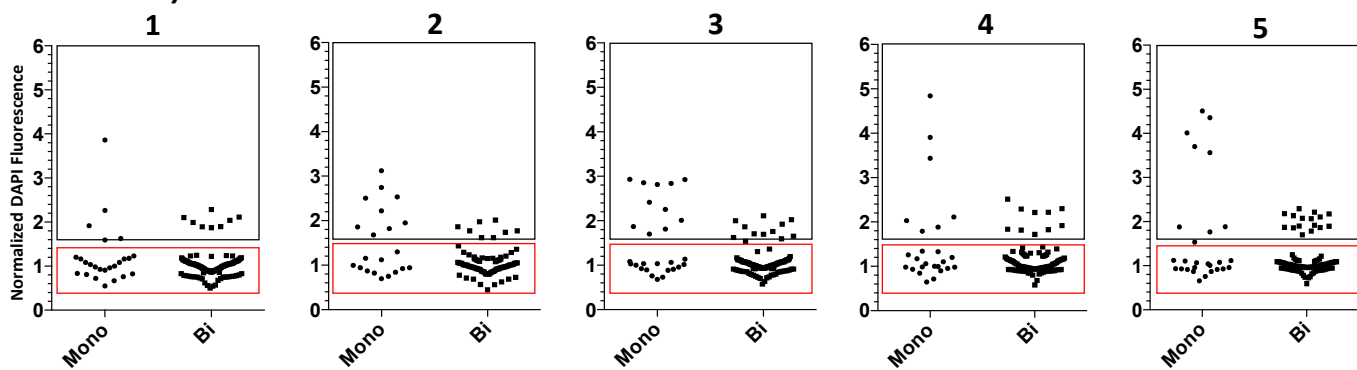 1 2 3 4 5
Normalized DAPI Fluorescence
6 6 6 6 6
5 5 5 5 5
4 4 4 4 4
3 3 3 3 3
2 2 2 2 2
1 1 1 1 1
0 0 0 0 0
Mono Bi Mono Bi Mono Bi Mono Bi Mono Bi